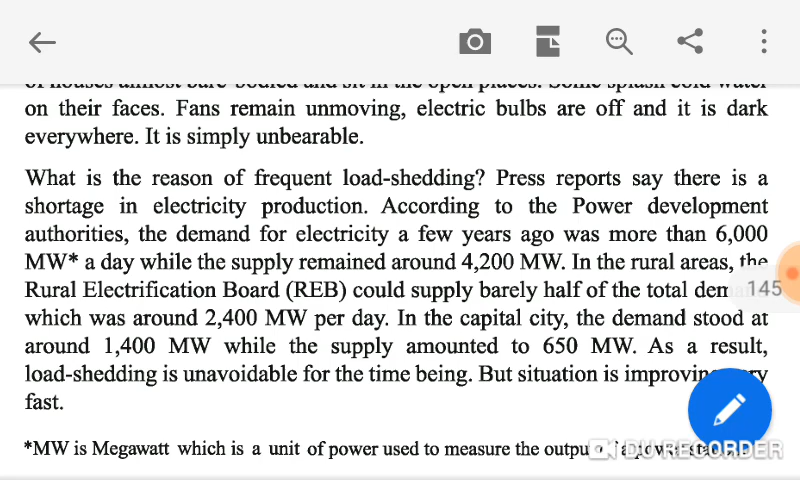 on their faces. Fans remain unmoving, electric bulbs are off and it is dark
everywhere. It is simply unbearable.
What is the reason of frequent load-shedding? Press reports say there is a
shortage in electricity production. According to the Power development
authorities, the demand for electricity a few years ago was more than 6,000
MW* a day while the supply remained around 4,200 MW. In the rural areas, the
Rural Electrification Board (REB) could supply barely half of the total
145
which was around 2,400 MW per day. In the capital city, the demand stood at
around 1,400 MW while the supply amounted to 650 MW. As a result,
load-shedding is unavoidable for the time being. But situation is
fast.
*MW is Megawatt which is a unit of power used to measure the
DU RECORDER